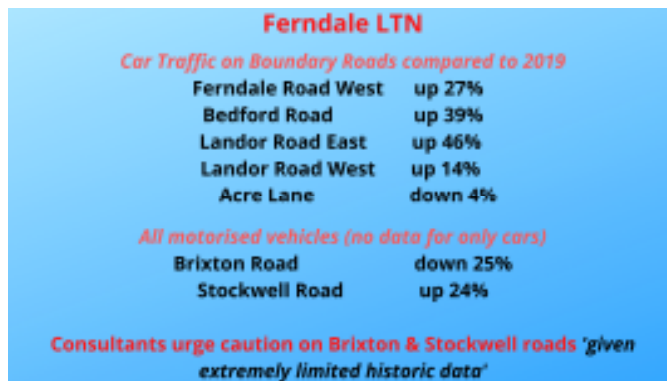 Ferndale LTN
Car Traffic on Boundary Roads compared to 2019
Ferndale Road West up 27%
Bedford Road up 39%
Landor Road East up 46%
Landor Road West up 14%
Acre Lane down 4%
All motorised vehicles (no data for only cars)
Brixton Road down 25%
Stockwell Road up 24%
Consultants urge caution on Brixton & Stockwell roads 'given
extremely limited historic data'